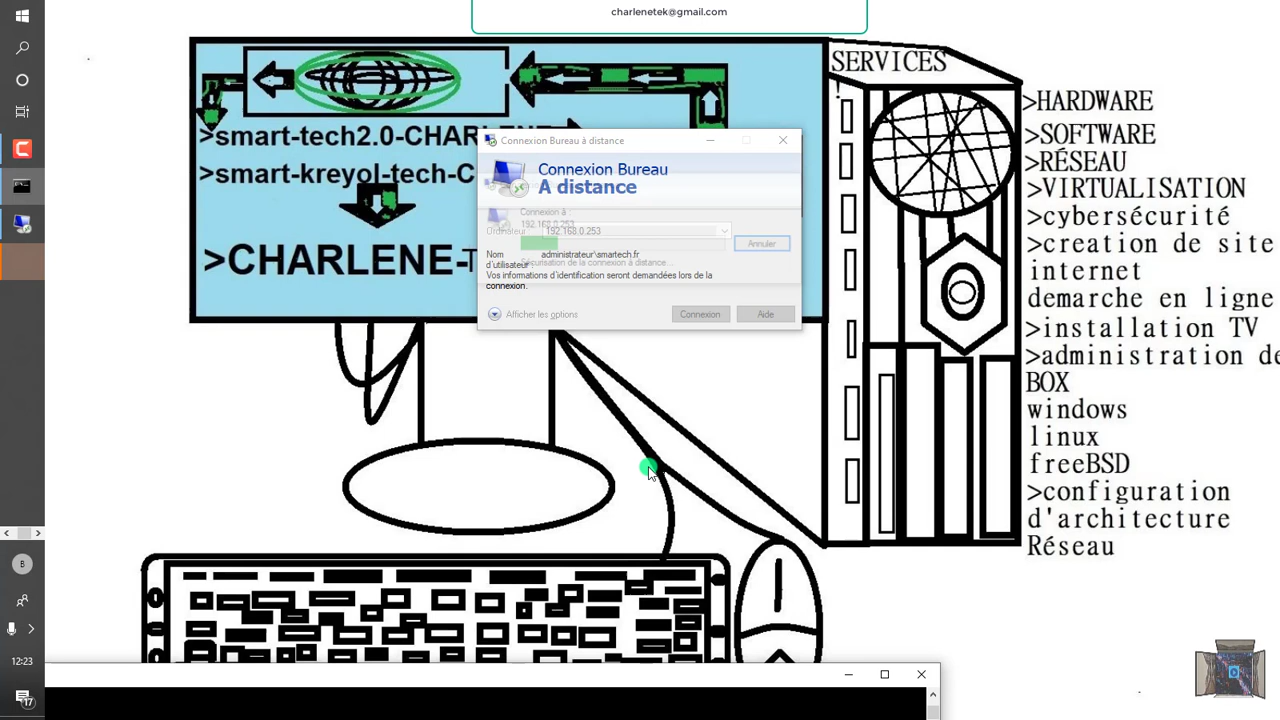 charlenetek@gmail.com
SERVICES
!
>HARDWARE
>smart-tech2.0-CHARLENE
>SOFTWARE
>smart-kreyol-tech-C
>RÉSEAU
>VIRTUALISATION
>cybersécurité
>CHARLENE-T
>creation de site
internet
demarche en ligne
>installation TV
>administration de
BOX
windows
linux
freeBSD
>configuration
d'architecture
Réseau
Connexion Bureau à distance
Connexion Bureau
A distance
Connexion à :
192.168.0.253
Ordinateur : 192.168.0.253
Annuler
Nom d'utilisateur : administrateur\smartech.fr
Sécurisation de la connexion à distance...
Vos informations d'identification seront demandées lors de la
connexion.
Afficher les options
Connexion
Aide
B
12:23
17